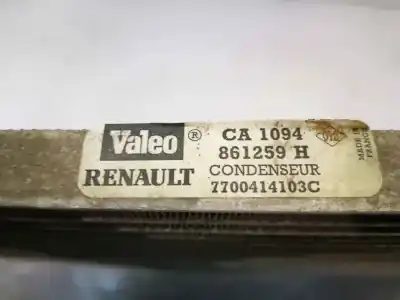 Valeo ® CA 1094
861259 H
RENAULT CONDENSEUR
7700414103C
MADE IN
FRANCE